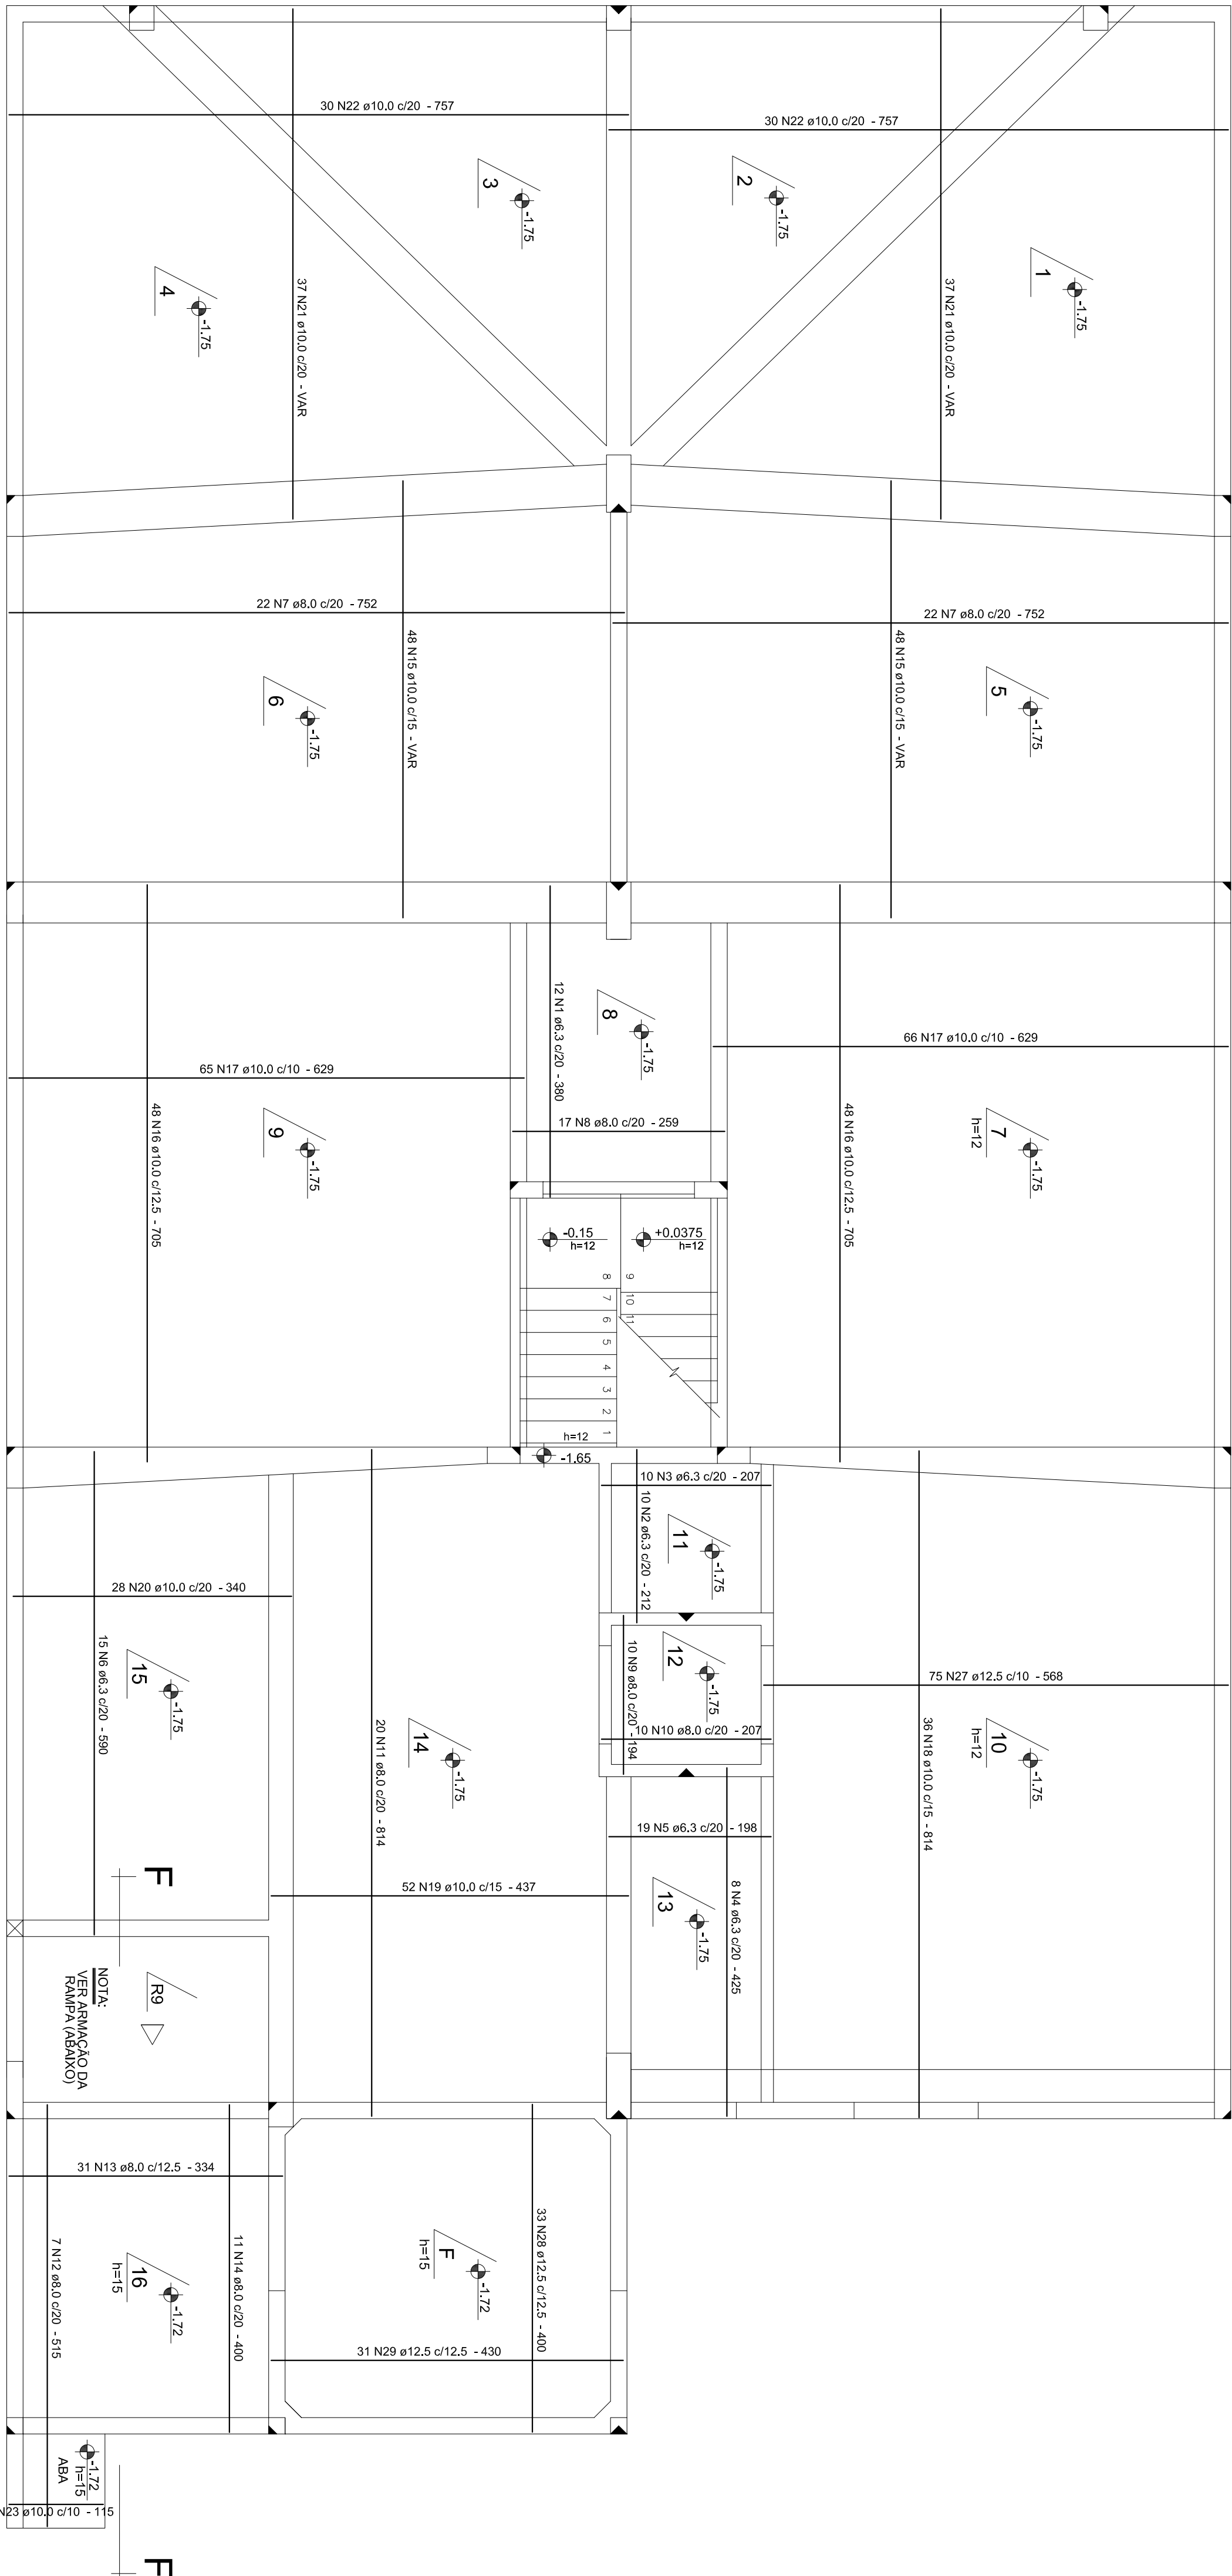 30 N22 ø10.0 c/20 - 757
30 N22 ø10.0 c/20 - 757
3
-1.75
2
-1.75
1
-1.75
4
-1.75
37 N21 ø10.0 c/20 - VAR
37 N21 ø10.0 c/20 - VAR
22 N7 ø8.0 c/20 - 752
22 N7 ø8.0 c/20 - 752
48 N15 ø10.0 c/15 - VAR
48 N15 ø10.0 c/15 - VAR
6
-1.75
5
-1.75
12 N1 ø6.3 c/20 - 380
8
-1.75
66 N17 ø10.0 c/10 - 629
65 N17 ø10.0 c/10 - 629
17 N8 ø8.0 c/20 - 259
48 N16 ø10.0 c/12.5 - 705
9
-1.75
48 N16 ø10.0 c/12.5 - 705
7
h=12
-1.75
-0.15
h=12
+0.0375
h=12
8
9
7
10
6
11
5
4
3
2
1
h=12
-1.65
10 N3 ø6.3 c/20 - 207
10 N2 ø6.3 c/20 - 212
11
-1.75
28 N20 ø10.0 c/20 - 340
15 N6 ø6.3 c/20 - 590
15
-1.75
20 N11 ø8.0 c/20 - 814
14
-1.75
10 N9 ø8.0 c/20 - 194
12
-1.75
10 N10 ø8.0 c/20 - 207
75 N27 ø12.5 c/10 - 568
36 N18 ø10.0 c/15 - 814
10
h=12
-1.75
19 N5 ø6.3 c/20 - 198
52 N19 ø10.0 c/15 - 437
8 N4 ø6.3 c/20 - 425
13
-1.75
F
NOTA:
VER ARMAÇÃO DA
RAMPA (ABAIXO)
R9
31 N13 ø8.0 c/12.5 - 334
7 N12 ø8.0 c/20 - 515
11 N14 ø8.0 c/20 - 400
16
h=15
-1.72
33 N28 ø12.5 c/12.5 - 400
F
h=15
-1.72
31 N29 ø12.5 c/12.5 - 430
-1.72
h=15
ABA
N23 ø10.0 c/10 - 115
F